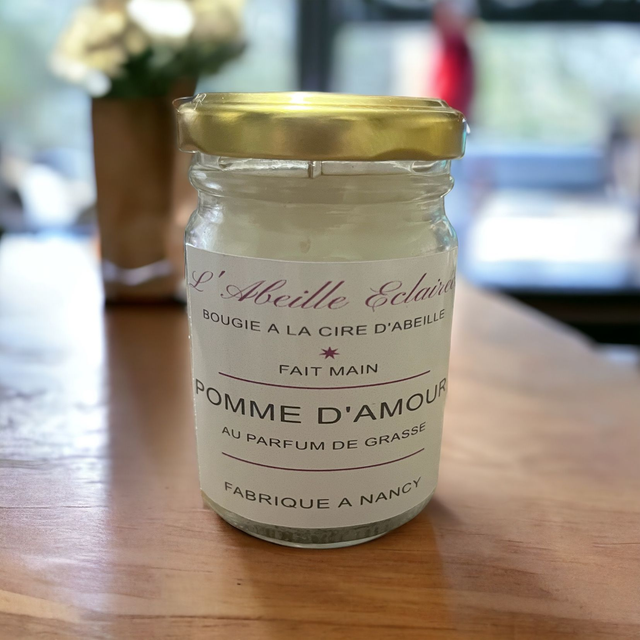 L'Abeille Eclairée
BOUGIE A LA CIRE D'ABEILLE
FAIT MAIN
POMME D'AMOUR
AU PARFUM DE GRASSE
FABRIQUE A NANCY